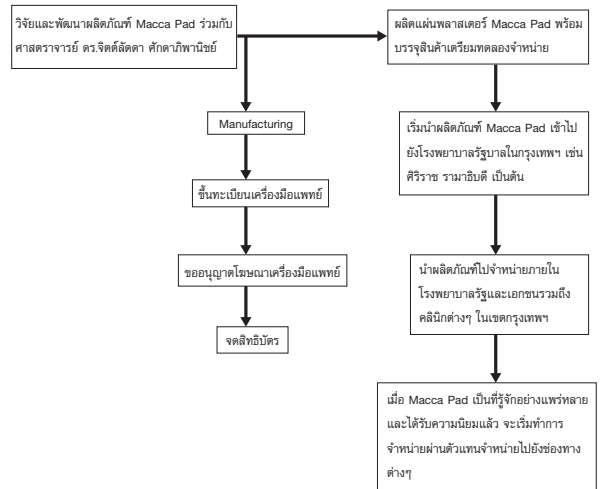 วิจัยและพัฒนาผลิตภัณฑ์ Macca Pad ร่วมกับ
ศาสตราจารย์ ดร.จิตต์ลัดดา ศักดาภิพาณิชย์
Manufacturing
ขึ้นทะเบียนเครื่องมือแพทย์
ขออนุญาตโฆษณาเครื่องมือแพทย์
จดสิทธิบัตร
ผลิตแผ่นพลาสเตอร์ Macca Pad พร้อม
บรรจุสินค้าเตรียมทดลองจำหน่าย
เริ่มนำผลิตภัณฑ์ Macca Pad เข้าไป
ยังโรงพยาบาลรัฐบาลในกรุงเทพฯ เช่น
ศิริราช รามาธิบดี เป็นต้น
นำผลิตภัณฑ์ไปจำหน่ายภายใน
โรงพยาบาลรัฐและเอกชนรวมถึง
คลินิกต่างๆ ในเขตกรุงเทพฯ
เมื่อ Macca Pad เป็นที่รู้จักอย่างแพร่หลาย
และได้รับความนิยมแล้ว จะเริ่มทำการ
จำหน่ายผ่านตัวแทนจำหน่ายไปยังช่องทาง
ต่างๆ